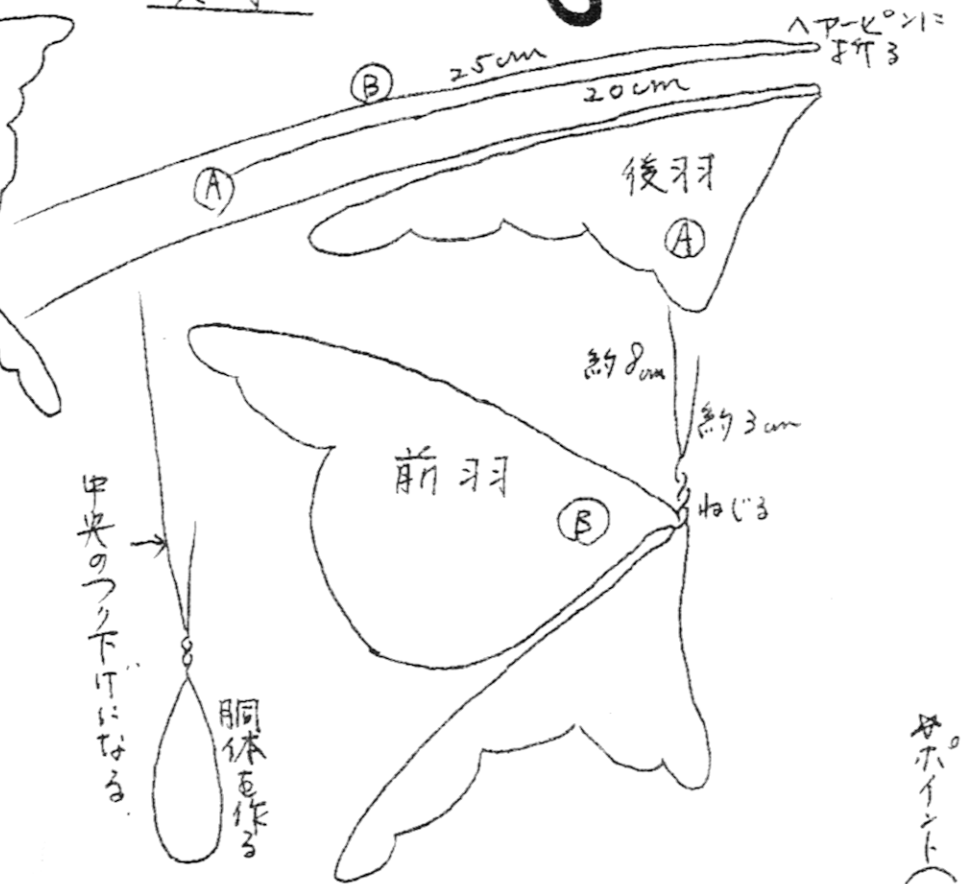 ヘアーピンに
折る
Ⓑ 25cm
20cm
Ⓐ
後羽
Ⓐ
約8cm
約3cm
ねじる
前羽
Ⓑ
中央のつり下げになる.
胴体を作る
☆ポイント